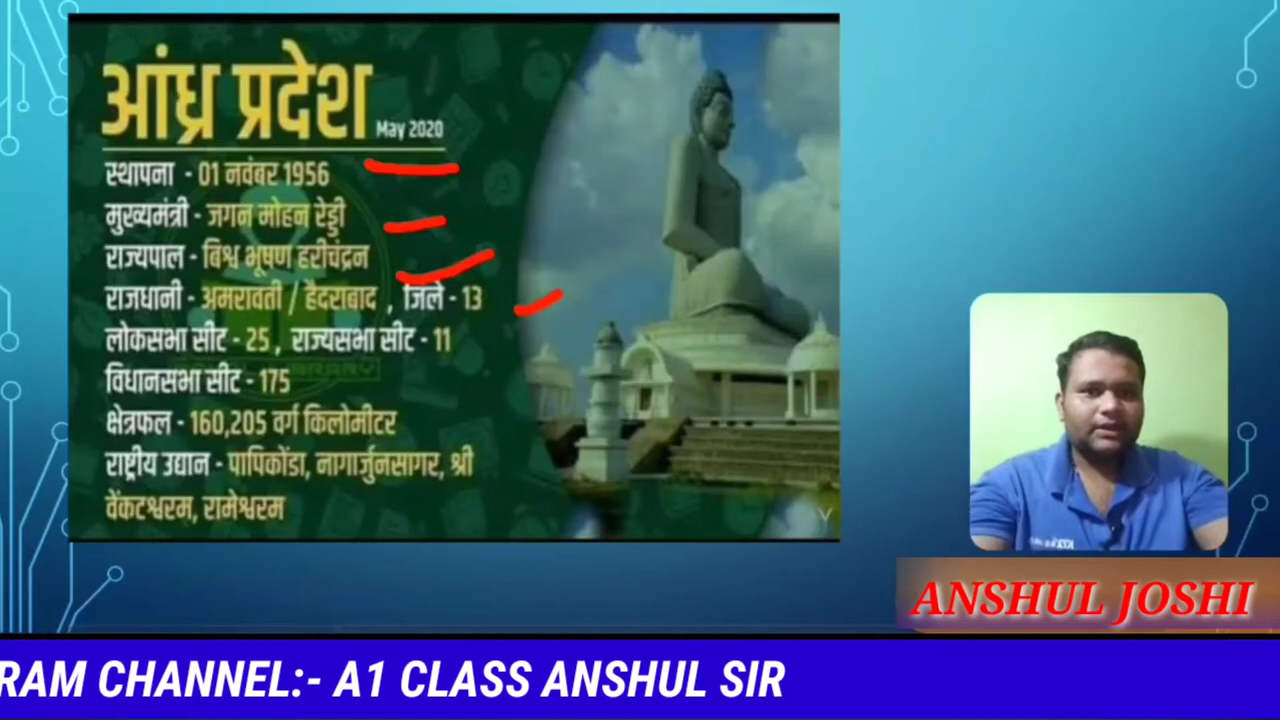 आंध्र प्रदेश May 2020
स्थापना - 01 नवंबर 1956
मुख्यमंत्री - जगन मोहन रेड्डी
राज्यपाल - बिश्व भूषण हरीचंद्रन
राजधानी - अमरावती / हैदराबाद , जिले - 13
लोकसभा सीट - 25 , राज्यसभा सीट - 11
विधानसभा सीट - 175
क्षेत्रफल - 160,205 वर्ग किलोमीटर
राष्ट्रीय उद्यान - पापिकोंडा, नागार्जुनसागर, श्री
वेंकटश्वरम, रामेश्वरम
ANSHUL JOSHI
RAM CHANNEL:- A1 CLASS ANSHUL SIR